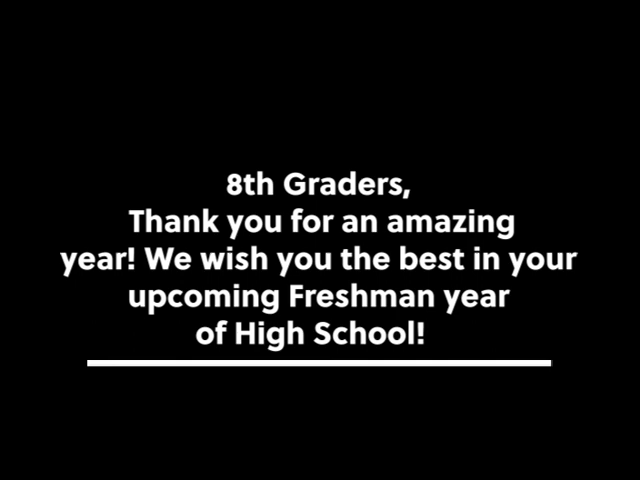 8th Graders,
Thank you for an amazing
year! We wish you the best in your
upcoming Freshman year
of High School!